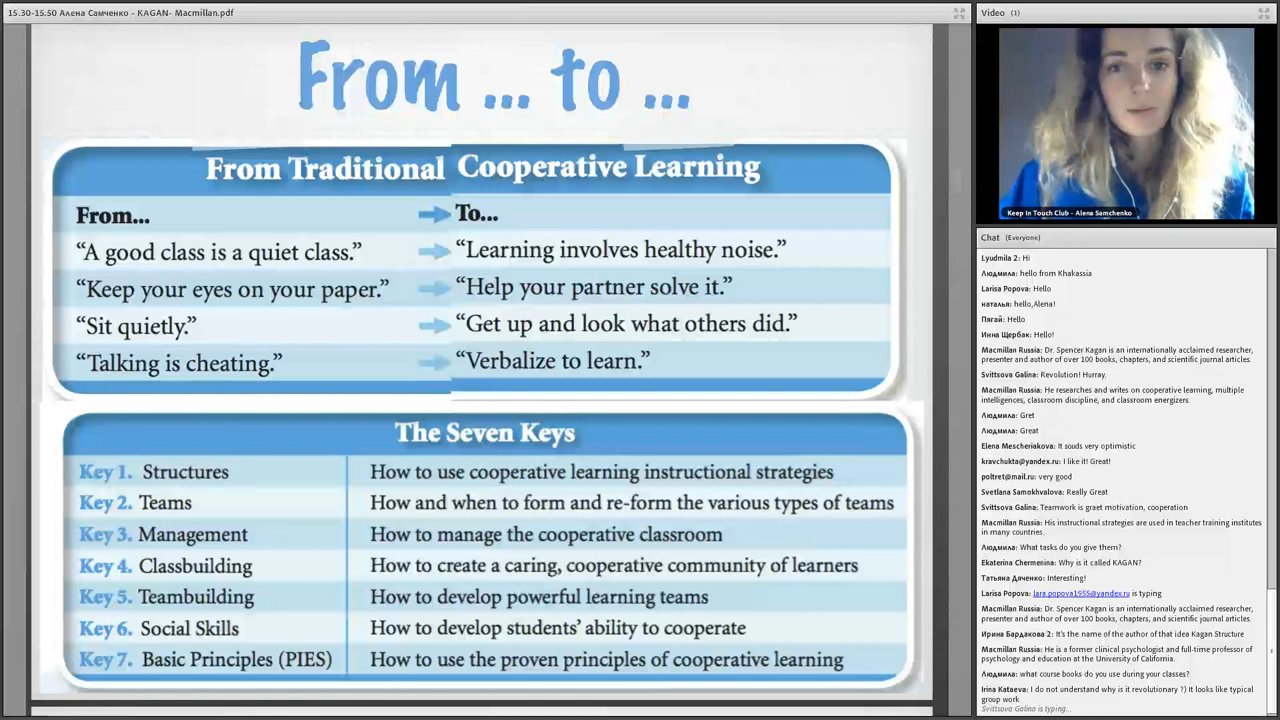 15.30-15.50 Алена Самченко - KAGAN- Macmillan.pdf
From ... to ...
From Traditional Cooperative Learning
From... To...
“A good class is a quiet class.” “Learning involves healthy noise.”
“Keep your eyes on your paper.” “Help your partner solve it.”
“Sit quietly.” “Get up and look what others did.”
“Talking is cheating.” “Verbalize to learn.”
The Seven Keys
Key 1. Structures How to use cooperative learning instructional strategies
Key 2. Teams How and when to form and re-form the various types of teams
Key 3. Management How to manage the cooperative classroom
Key 4. Classbuilding How to create a caring, cooperative community of learners
Key 5. Teambuilding How to develop powerful learning teams
Key 6. Social Skills How to develop students’ ability to cooperate
Key 7. Basic Principles (PIES) How to use the proven principles of cooperative learning
Video (1)
Keep In Touch Club - Alena Samchenko
Chat (Everyone)
Lyudmila 2: Hi
Людмила: hello from Khakassia
Larisa Popova: Hello
наталья: hello,Alena!
Пягай: Hello
Инна Щербак: Hello!
Macmillan Russia: Dr. Spencer Kagan is an internationally acclaimed researcher,
presenter and author of over 100 books, chapters, and scientific journal articles.
Svittsova Galina: Revolution! Hurray.
Macmillan Russia: He researches and writes on cooperative learning, multiple
intelligences, classroom discipline, and classroom energizers.
Людмила: Gret
Людмила: Great
Elena Mescheriakova: It souds very optimistic
kravchukta@yandex.ru: I like it! Great!
poltret@mail.ru: very good
Svetlana Samokhvalova: Really Great
Svittsova Galina: Teamwork is graet motivation, cooperation
Macmillan Russia: His instructional strategies are used in teacher training institutes
in many countries.
Людмила: What tasks do you give them?
Ekaterina Chermenina: Why is it called KAGAN?
Татьяна Дяченко: Interesting!
Larisa Popova: lara.popova1955@yandex.ru is typing
Macmillan Russia: Dr. Spencer Kagan is an internationally acclaimed researcher,
presenter and author of over 100 books, chapters, and scientific journal articles.
Ирина Бардакова 2: It's the name of the author of that idea Kagan Structure
Macmillan Russia: He is a former clinical psychologist and full-time professor of
psychology and education at the University of California.
Людмила: what course books do you use during your classes?
Irina Kataeva: I do not understand why is it revolutionary ?) It looks like typical
group work
Svittsova Galina is typing...